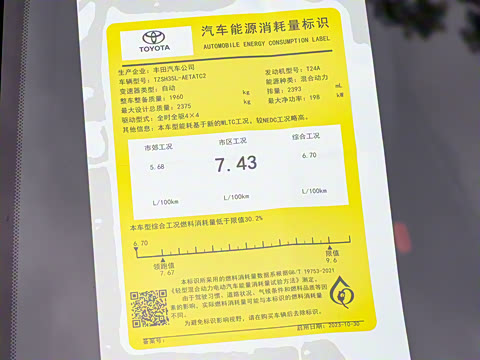 TOYOTA
汽车能源消耗量标识
AUTOMOBILE ENERGY CONSUMPTION LABEL
生产企业: 丰田汽车公司
车辆型号: TZSH35L-AETATC2
发动机型号: T24A
变速器类型: 自动
能源种类: 混合动力
整车整备质量: 1960 kg
排量: 2393 mL
最大设计总质量: 2375 kg
最大净功率: 198 kW
驱动型式: 全时全驱4×4
其他信息: 本车型能耗基于新的WLTC工况, 较NEDC工况略高。
市郊工况 市区工况 综合工况
5.68 7.43 6.70
L/100km L/100km L/100km
本车型综合工况燃料消耗量低于限值30.2%
6.70
领跑值 限值
7.67 9.6
本标识所采用的燃料消耗量数据系根据GB/T 19753-2021
《轻型混合动力电动汽车能量消耗量试验方法》测定。
由于驾驶习惯、道路状况、气候条件和燃料品质等因
素的影响, 实际燃料消耗量可能与本标识的燃料消耗量
不同。
为避免标识影响视野, 请在购买车辆后去除标识。
备案号:
启用日期: 2023-10-30